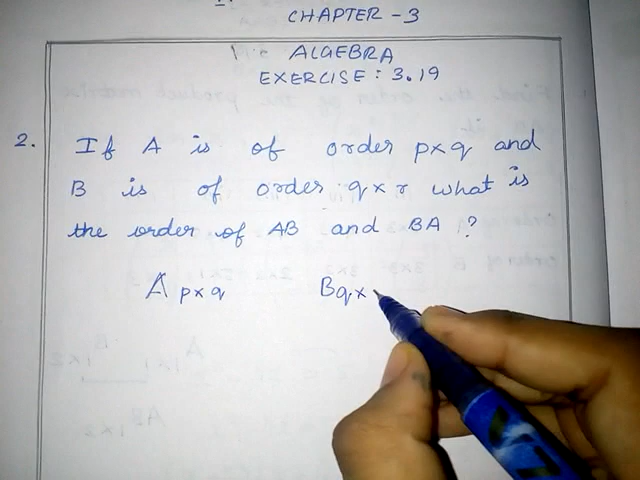 CHAPTER - 3
ALGEBRA
EXERCISE : 3.19
2. If A is of order p×q and
B is of order q×r what is
the order of AB and BA ?
A p×q B q×